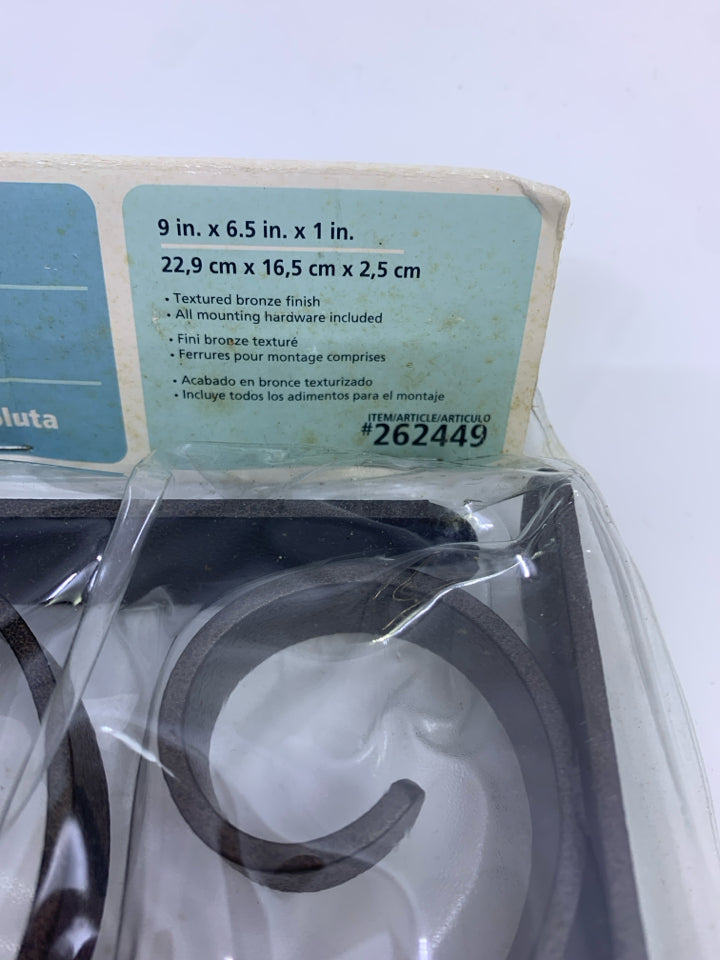 9 in. x 6.5 in. x 1 in.
22,9 cm x 16,5 cm x 2,5 cm
• Textured bronze finish
• All mounting hardware included
• Fini bronze texturé
• Ferrures pour montage comprises
• Acabado en bronce texturizado
• Incluye todos los adimentos para el montaje
ITEM/ARTICLE/ARTICULO
#262449